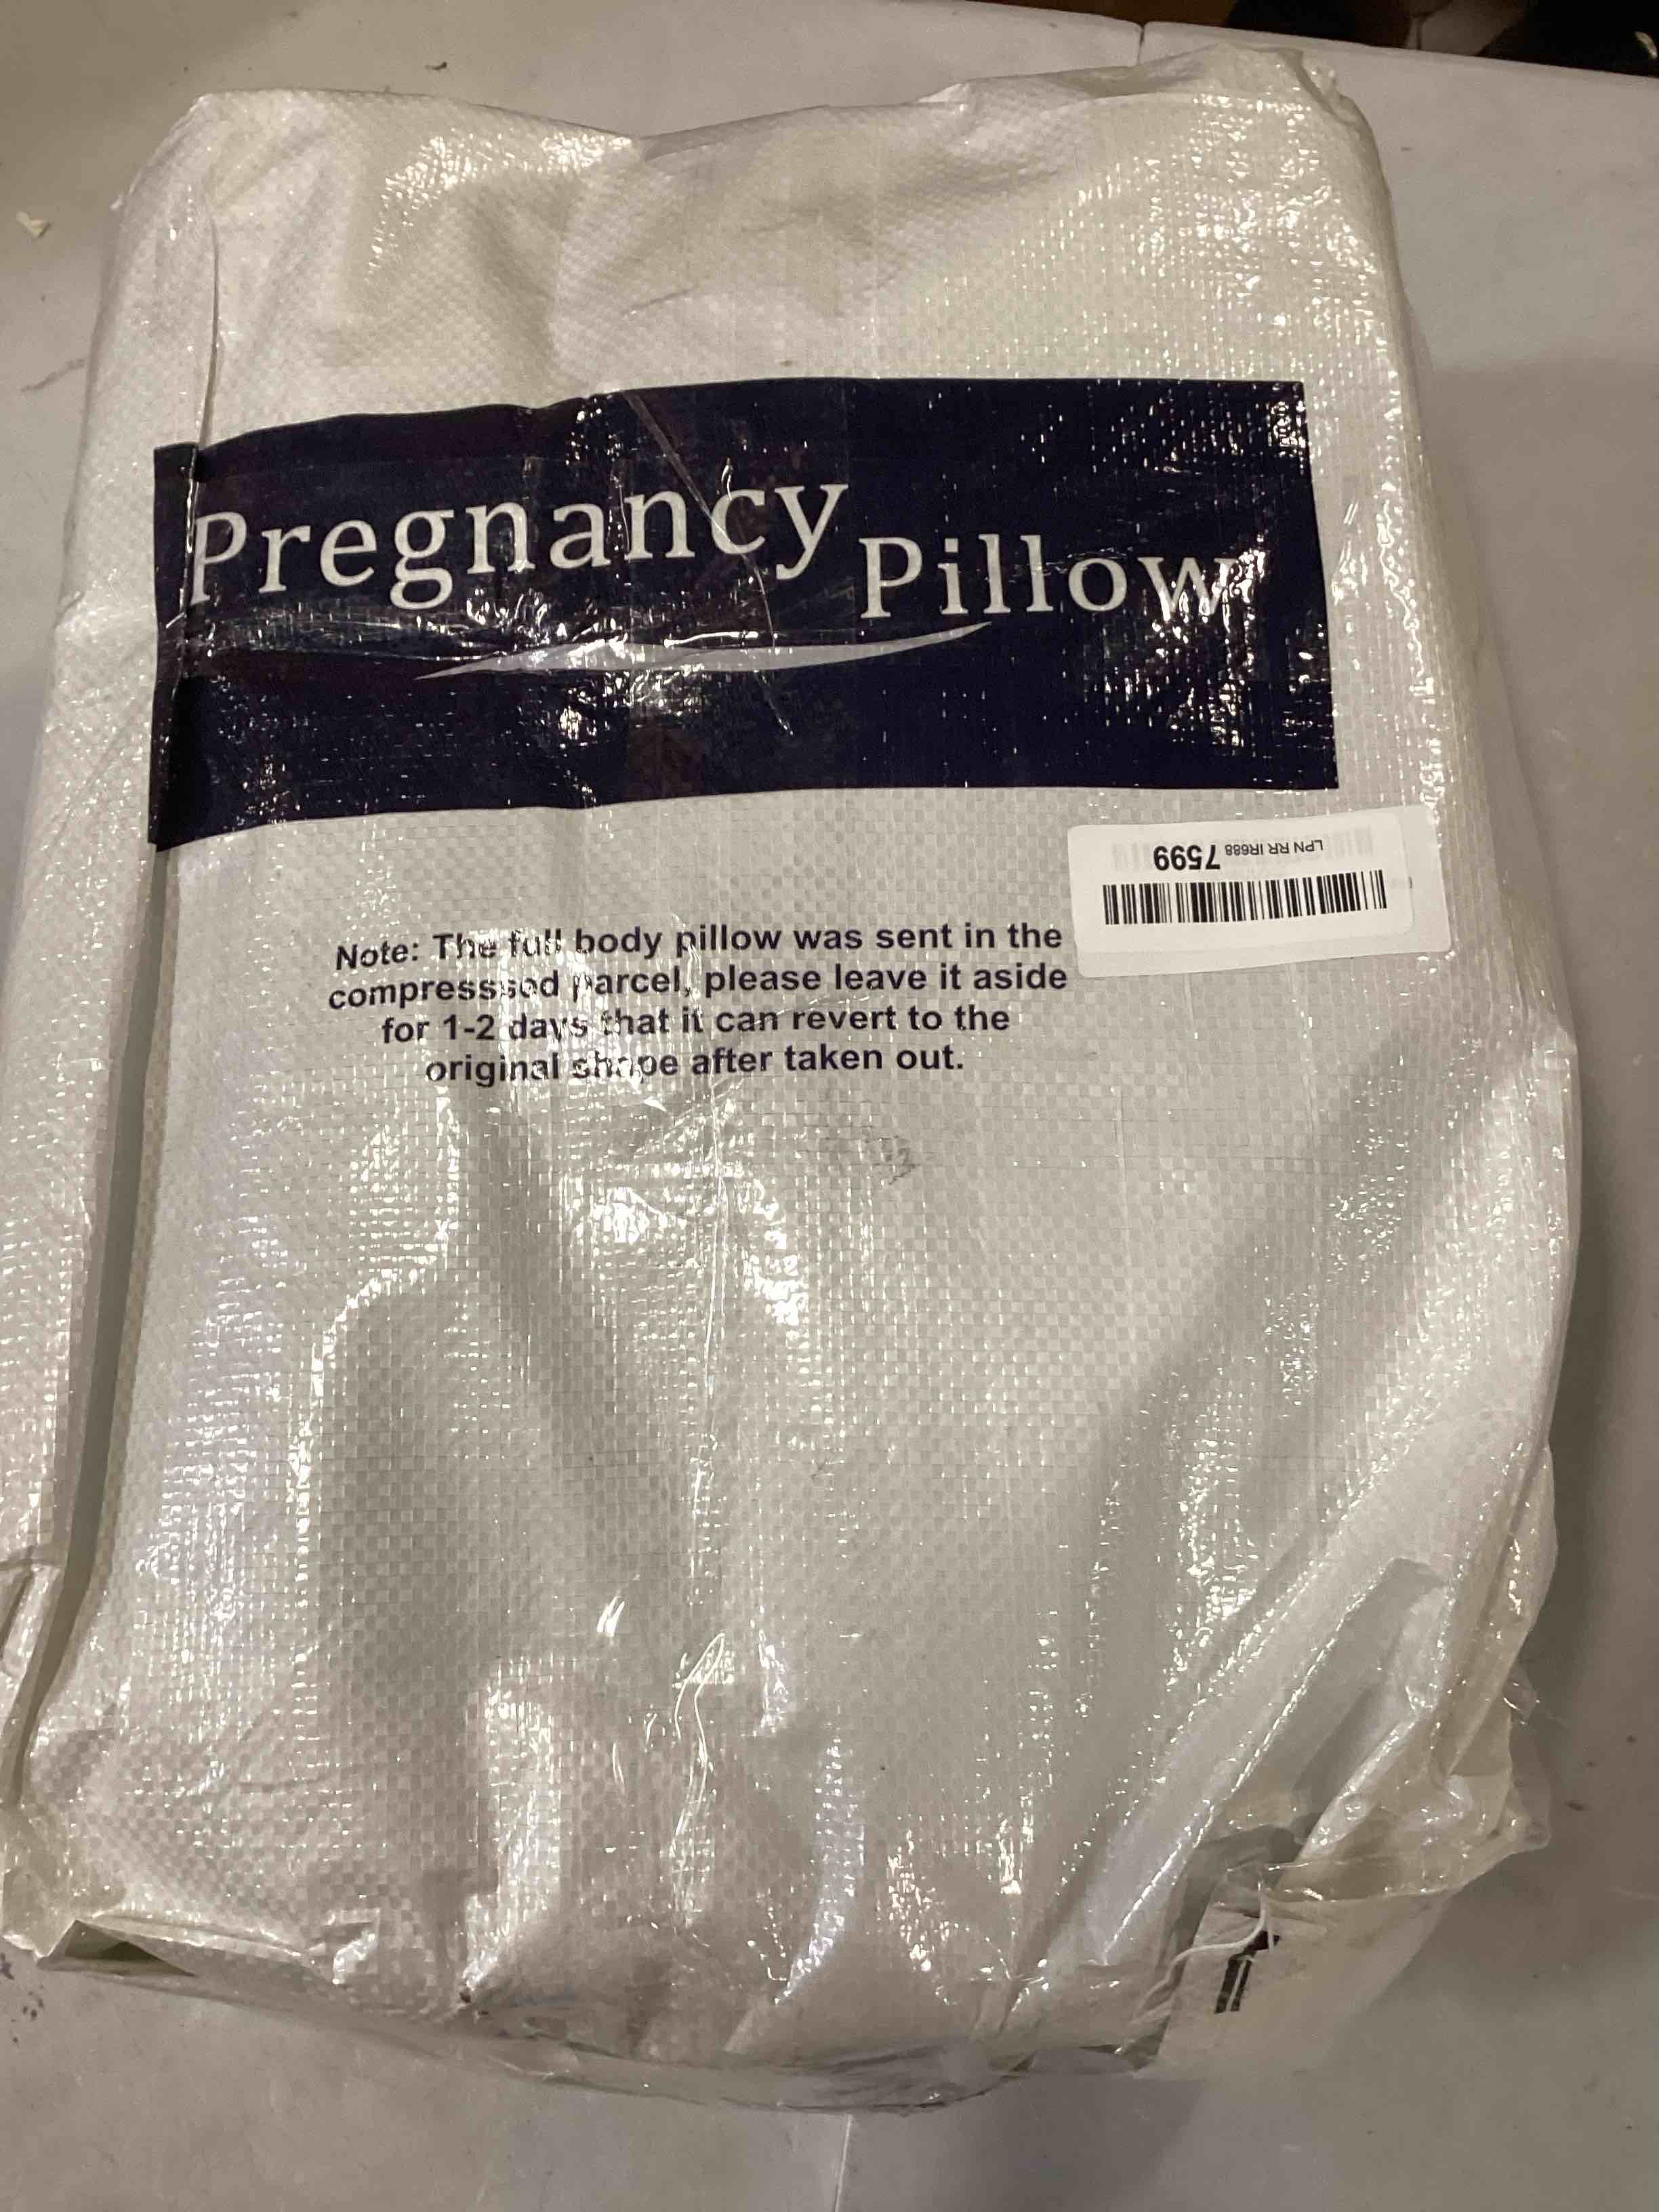 Pregnancy Pillow
LPN RR IR688 7599
Note: The full body pillow was sent in the
compresssed parcel, please leave it aside
for 1-2 days that it can revert to the
original shape after taken out.